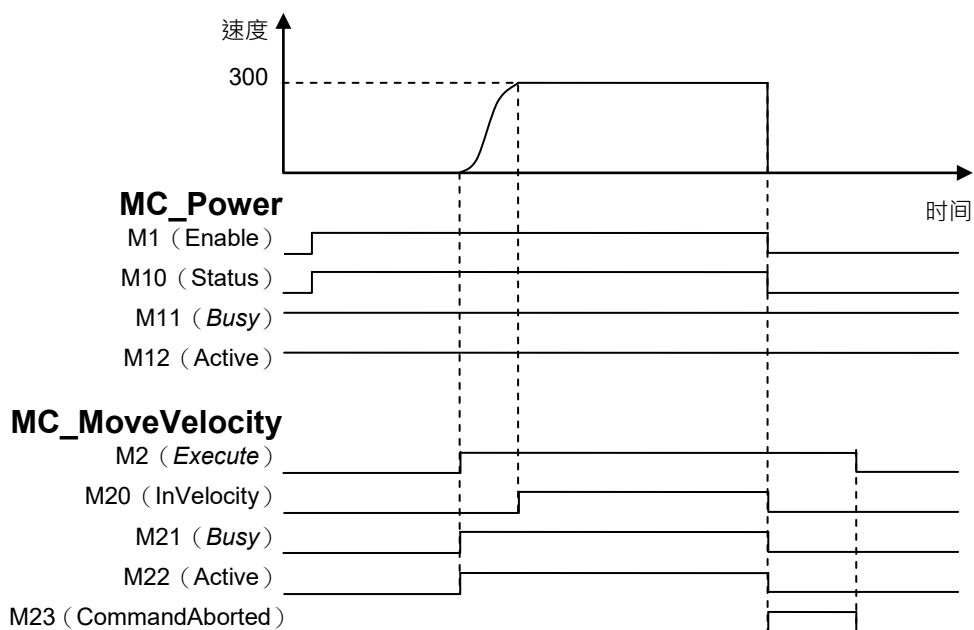 速度
300
时间
MC_Power
M1（Enable）
M10（Status）
M11（Busy）
M12（Active）
MC_MoveVelocity
M2（Execute）
M20（InVelocity）
M21（Busy）
M22（Active）
M23（CommandAborted）